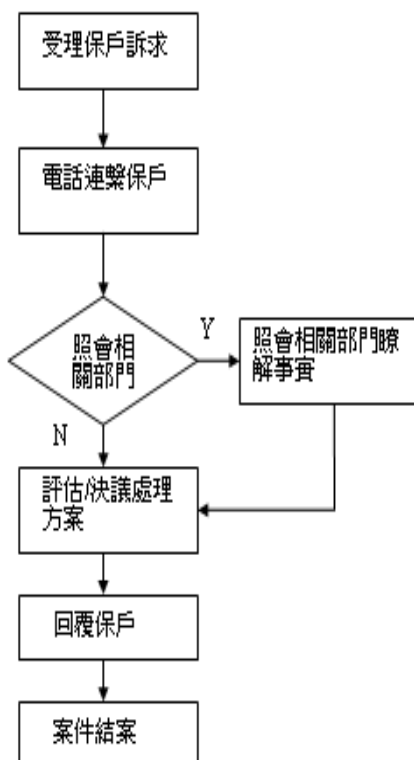 受理保戶訴求
電話連繫保戶
照會相
關部門
Y
照會相關部門瞭
解事實
N
評估/決議處理
方案
回覆保戶
案件結案